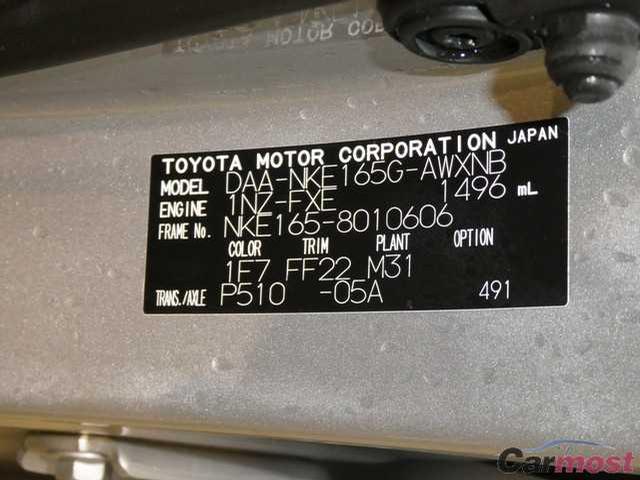 TOYOTA MOTOR CORPORATION JAPAN
MODEL DAA-NKE165G-AWXNB
ENGINE 1NZ-FXE 1496 mL
FRAME No. NKE165-8010606
COLOR TRIM PLANT OPTION
1F7 FF22 M31
TRANS./AXLE P510 -05A 491
Carmost